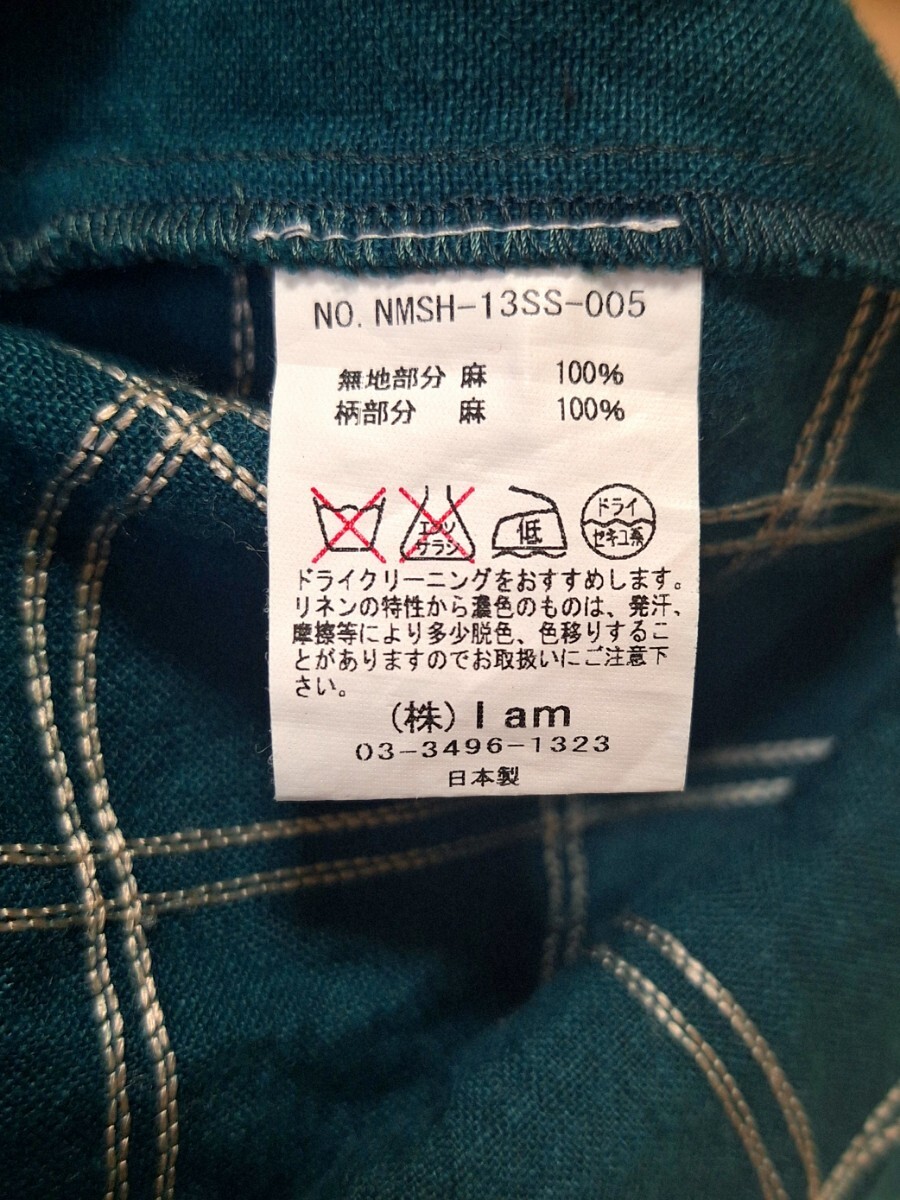 NO. NMSH-13SS-005
無地部分 麻 100%
柄部分 麻 100%
エンソ
サラシ
低
ドライ
セキユ系
ドライクリーニングをおすすめします。
リネンの特性から濃色のものは、発汗、
摩擦等により多少脱色、色移りするこ
とがありますのでお取扱いにご注意下
さい。
(株) I am
03-3496-1323
日本製